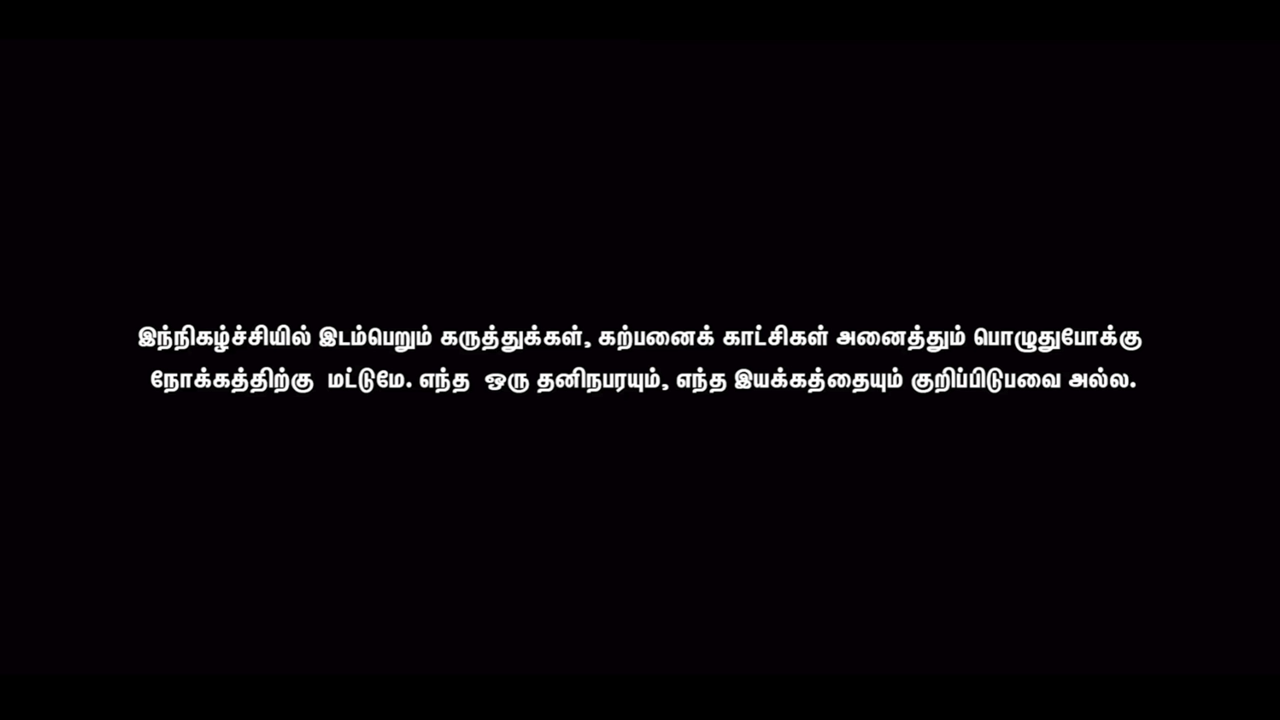 இந்நிகழ்ச்சியில் இடம்பெறும் கருத்துக்கள், கற்பனைக் காட்சிகள் அனைத்தும் பொழுதுபோக்கு
நோக்கத்திற்கு மட்டுமே. எந்த ஒரு தனிநபரயும், எந்த இயக்கத்தையும் குறிப்பிடுபவை அல்ல.